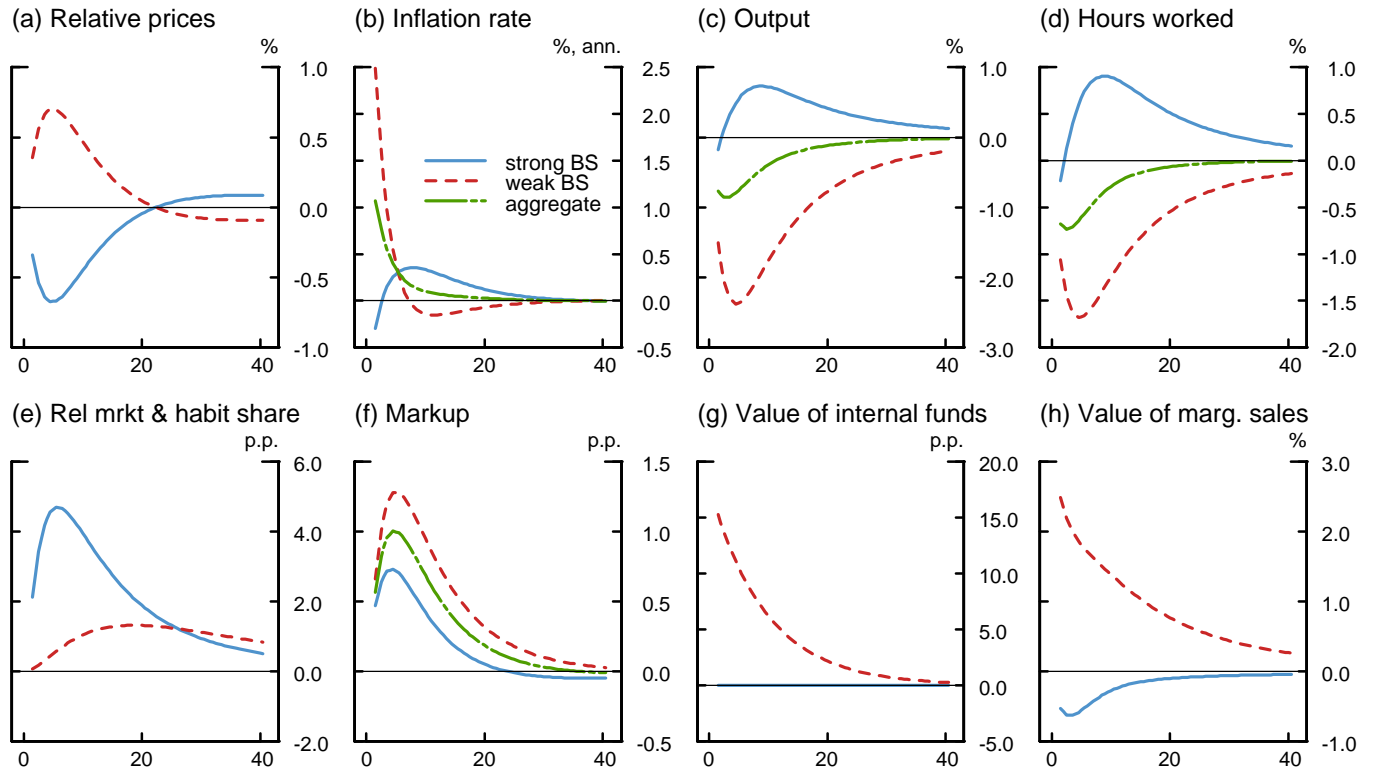 (a) Relative prices
%
1.0
0.5
0.0
-0.5
-1.0
0 20 40
(b) Inflation rate
%, ann.
2.5
2.0
1.5
1.0
0.5
0.0
-0.5
strong BS
weak BS
aggregate
0 20 40
(c) Output
%
1.0
0.0
-1.0
-2.0
-3.0
0 20 40
(d) Hours worked
%
1.0
0.5
0.0
-0.5
-1.0
-1.5
-2.0
0 20 40
(e) Rel mrkt & habit share
p.p.
6.0
4.0
2.0
0.0
-2.0
0 20 40
(f) Markup
p.p.
1.5
1.0
0.5
0.0
-0.5
0 20 40
(g) Value of internal funds
p.p.
20.0
15.0
10.0
5.0
0.0
-5.0
0 20 40
(h) Value of marg. sales
%
3.0
2.0
1.0
0.0
-1.0
0 20 40